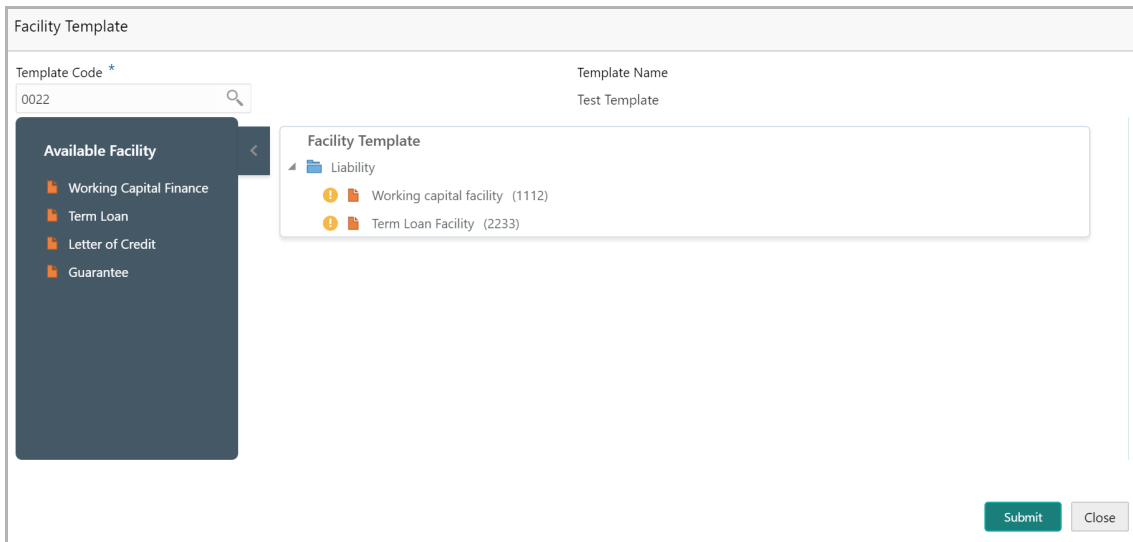 Facility Template
Template Code *
Template Name
0022
Test Template
Available Facility
Working Capital Finance
Term Loan
Letter of Credit
Guarantee
Facility Template
Liability
Working capital facility (1112)
Term Loan Facility (2233)
Submit
Close